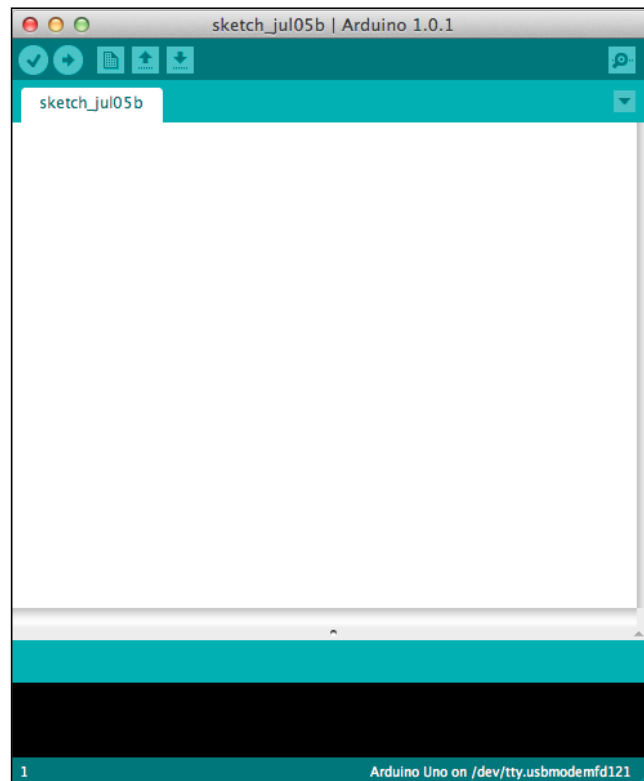 sketch_jul05b | Arduino 1.0.1
sketch_jul05b
1 Arduino Uno on /dev/tty.usbmodemfd121